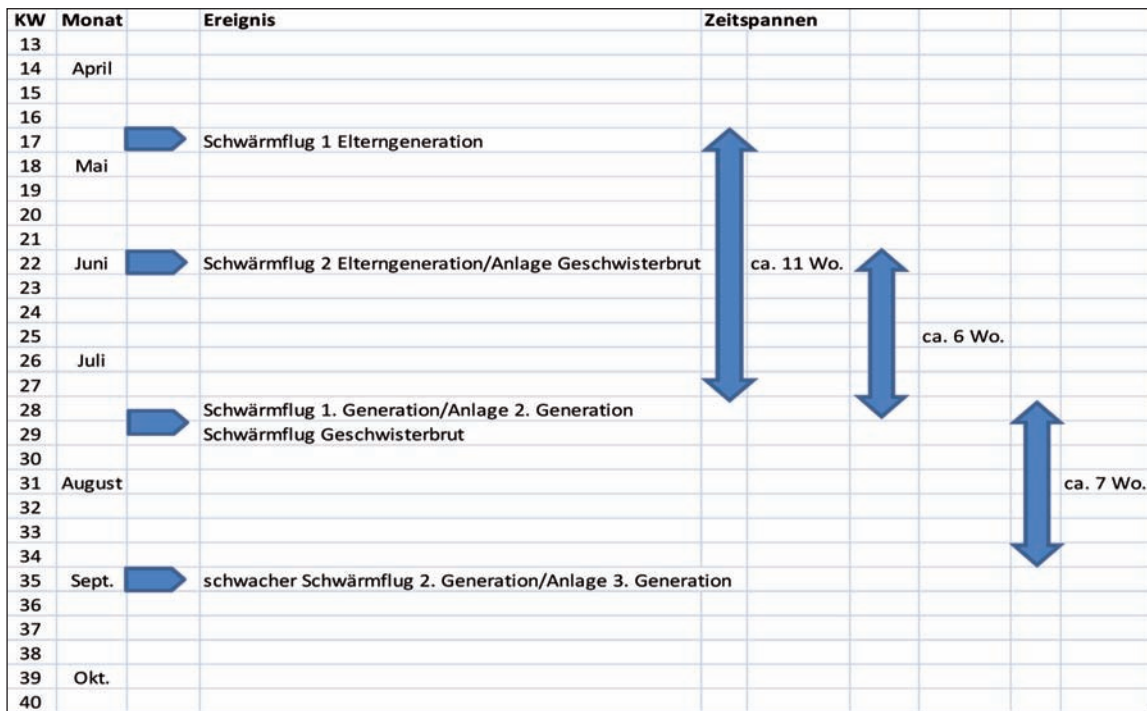 KW Monat Ereignis Zeitspannen
13
14 April
15
16
17 Schwärmflug 1 Elterngeneration
18 Mai
19
20
21
22 Juni Schwärmflug 2 Elterngeneration/Anlage Geschwisterbrut ca. 11 Wo.
23
24
25 ca. 6 Wo.
26 Juli
27
28 Schwärmflug 1. Generation/Anlage 2. Generation
29 Schwärmflug Geschwisterbrut
30
31 August ca. 7 Wo.
32
33
34
35 Sept. schwacher Schwärmflug 2. Generation/Anlage 3. Generation
36
37
38
39 Okt.
40